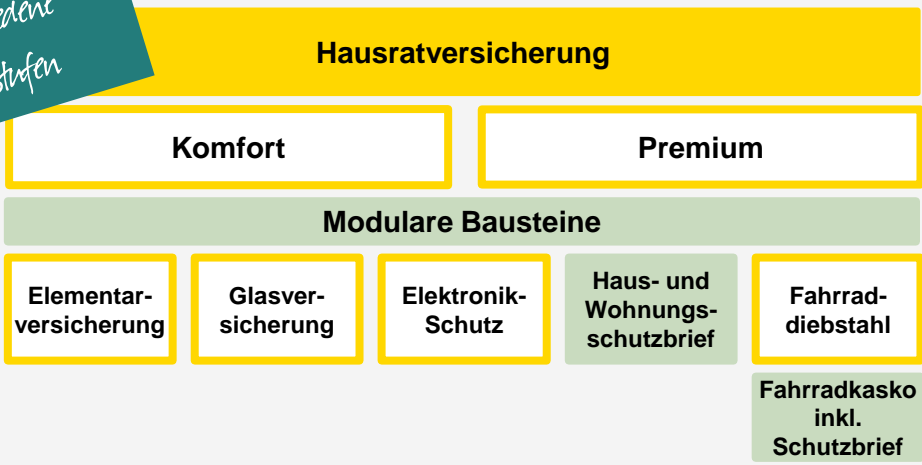 stufen
Hausratversicherung
Komfort
Premium
Modulare Bausteine
Elementar-
versicherung
Glasver-
sicherung
Elektronik-
Schutz
Haus- und
Wohnungs-
schutzbrief
Fahrrad-
diebstahl
Fahrradkasko
inkl.
Schutzbrief